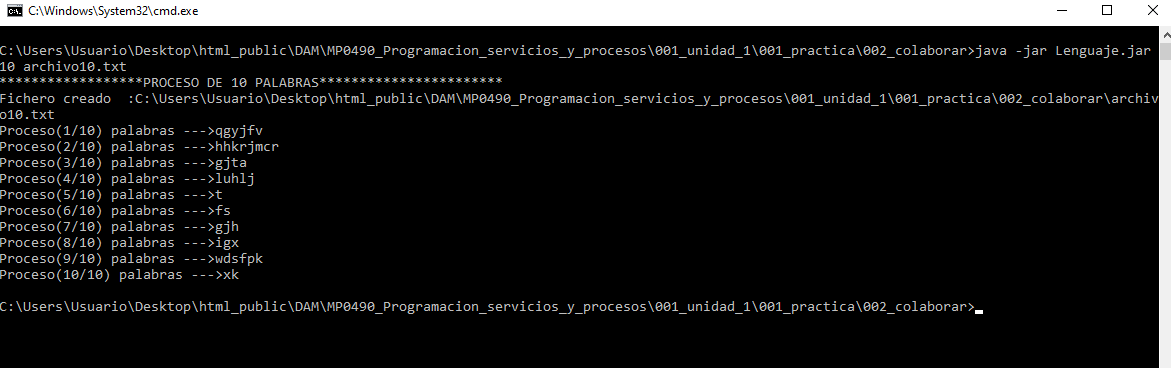 C:\Windows\System32\cmd.exe
C:\Users\Usuario\Desktop\html_public\DAM\MP0490_Programacion_servicios_y_procesos\001_unidad_1\001_practica\002_colaborar>java -jar Lenguaje.jar
10 archivo10.txt
******************PROCESO DE 10 PALABRAS***********************
Fichero creado  :C:\Users\Usuario\Desktop\html_public\DAM\MP0490_Programacion_servicios_y_procesos\001_unidad_1\001_practica\002_colaborar\archiv
o10.txt
Proceso(1/10) palabras --->qgyjfv
Proceso(2/10) palabras --->hhkrjmcr
Proceso(3/10) palabras --->gjta
Proceso(4/10) palabras --->luhlj
Proceso(5/10) palabras --->t
Proceso(6/10) palabras --->fs
Proceso(7/10) palabras --->gjh
Proceso(8/10) palabras --->igx
Proceso(9/10) palabras --->wdsfpk
Proceso(10/10) palabras --->xk
C:\Users\Usuario\Desktop\html_public\DAM\MP0490_Programacion_servicios_y_procesos\001_unidad_1\001_practica\002_colaborar>